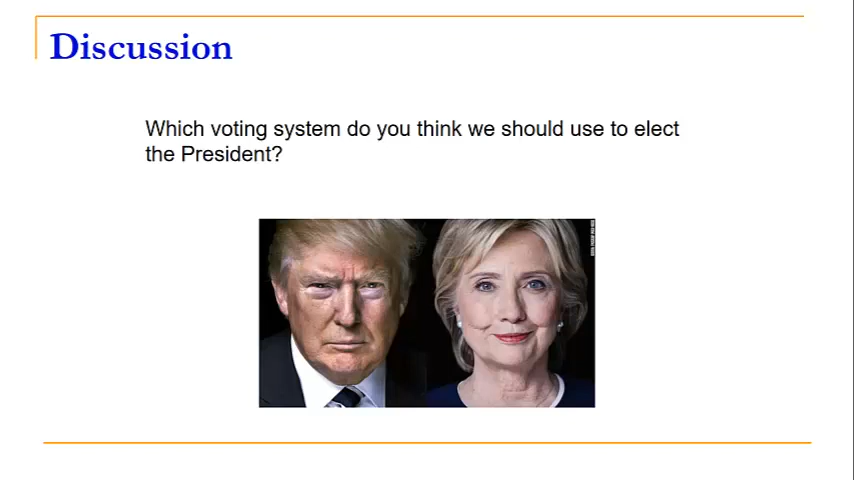 Discussion
Which voting system do you think we should use to elect
the President?